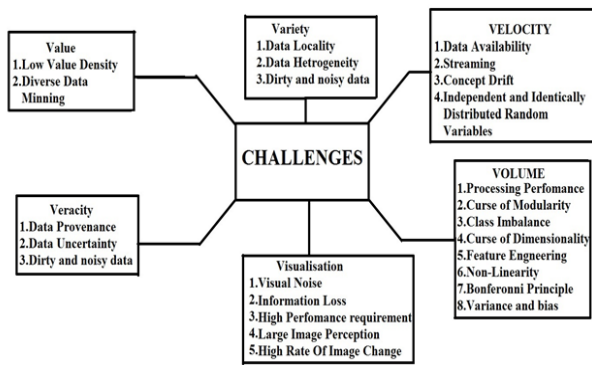 Value
1.Low Value Density
2.Diverse Data
Minning
Variety
1.Data Locality
2.Data Hetrogeneity
3.Dirty and noisy data
VELOCITY
1.Data Availability
2.Streaming
3.Concept Drift
4.Independent and Identically
Distributed Random
Variables
CHALLENGES
Veracity
1.Data Provenance
2.Data Uncertainty
3.Dirty and noisy data
Visualisation
1.Visual Noise
2.Information Loss
3.High Perfomance requirement
4.Large Image Perception
5.High Rate Of Image Change
VOLUME
1.Processing Perfomance
2.Curse of Modularity
3.Class Imbalance
4.Curse of Dimensionality
5.Feature Engneering
6.Non-Linearity
7.Bonferonni Principle
8.Variance and bias